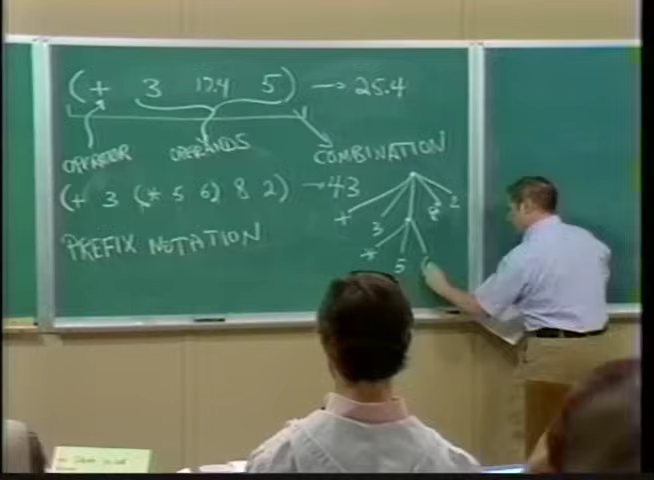 (+ 3 17.4 5) → 25.4
OPERATOR OPERANDS COMBINATION
(+ 3 (* 5 6) 8 2) → 43
PREFIX NOTATION
+ 3 8 2
* 5